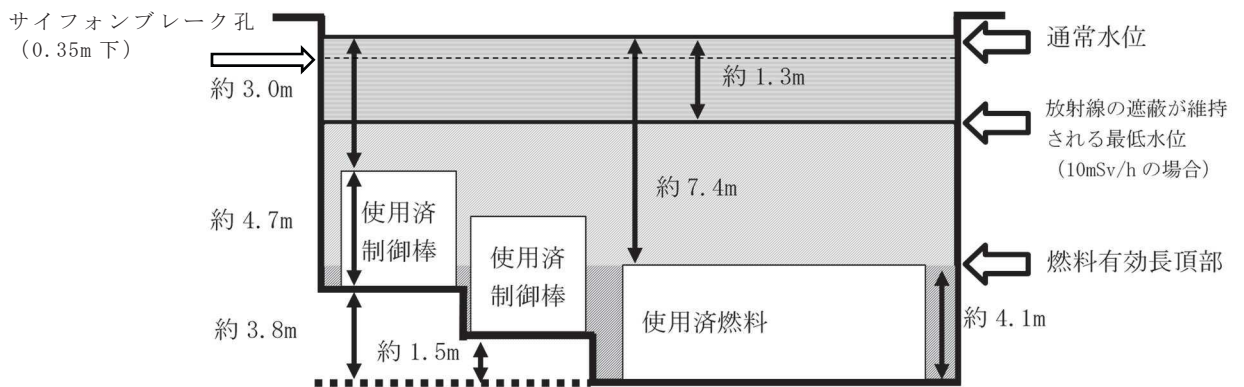 サイフォンブレーク孔
（0.35m 下）
通常水位
約 1.3m
約 3.0m
放射線の遮蔽が維持
される最低水位
（10mSv/h の場合）
約 7.4m
約 4.7m
使用済
制御棒
使用済
制御棒
燃料有効長頂部
使用済燃料
約 4.1m
約 3.8m
約 1.5m